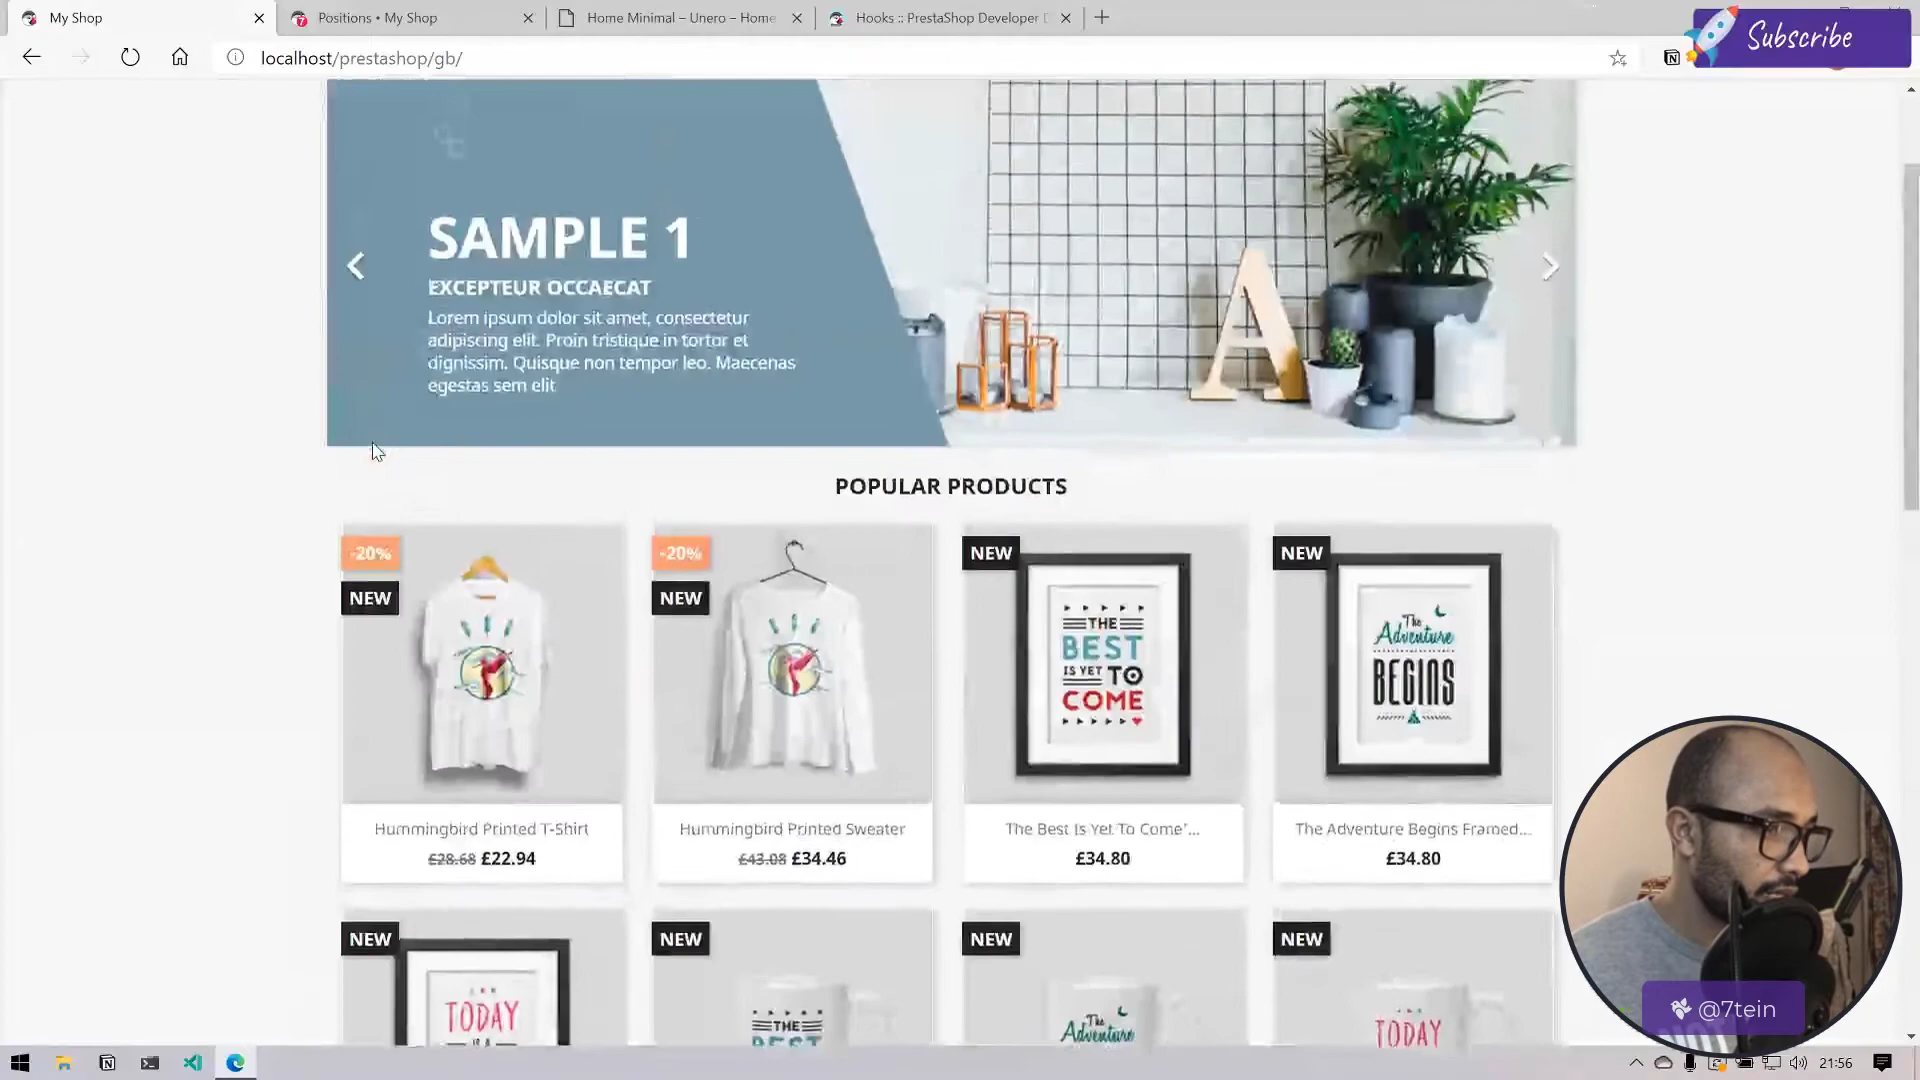 My Shop
Positions • My Shop
Home Minimal – Unero – Home
Hooks :: PrestaShop Developer D
Subscribe
localhost/prestashop/gb/
SAMPLE 1
EXCEPTEUR OCCAECAT
Lorem ipsum dolor sit amet, consectetur
adipiscing elit. Proin tristique in tortor et
dignissim. Quisque non tempor leo. Maecenas
egestas sem elit
A
POPULAR PRODUCTS
-20%
NEW
-20%
NEW
NEW
THE
BEST
IS YET TO
COME
NEW
The
Adventure
BEGINS
Hummingbird Printed T-Shirt
£28.68 £22.94
Hummingbird Printed Sweater
£43.08 £34.46
The Best Is Yet To Come'...
£34.80
The Adventure Begins Framed...
£34.80
NEW
TODAY
IS A
NEW
THE
BEST
NEW
The
Adventure
NEW
TODAY
@7tein
21:56